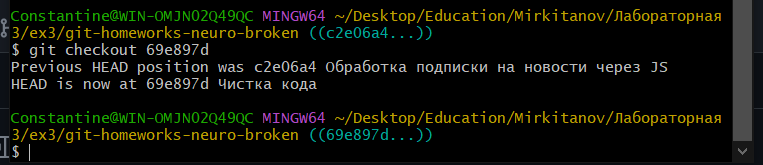 Constantine@WIN-OMJNO2Q49QC MINGW64 ~/Desktop/Education/Mirkitanov/Лабораторная
3/ex3/git-homeworks-neuro-broken ((c2e06a4...))
$ git checkout 69e897d
Previous HEAD position was c2e06a4 Обработка подписки на новости через JS
HEAD is now at 69e897d Чистка кода
Constantine@WIN-OMJNO2Q49QC MINGW64 ~/Desktop/Education/Mirkitanov/Лабораторная
3/ex3/git-homeworks-neuro-broken ((69e897d...))
$